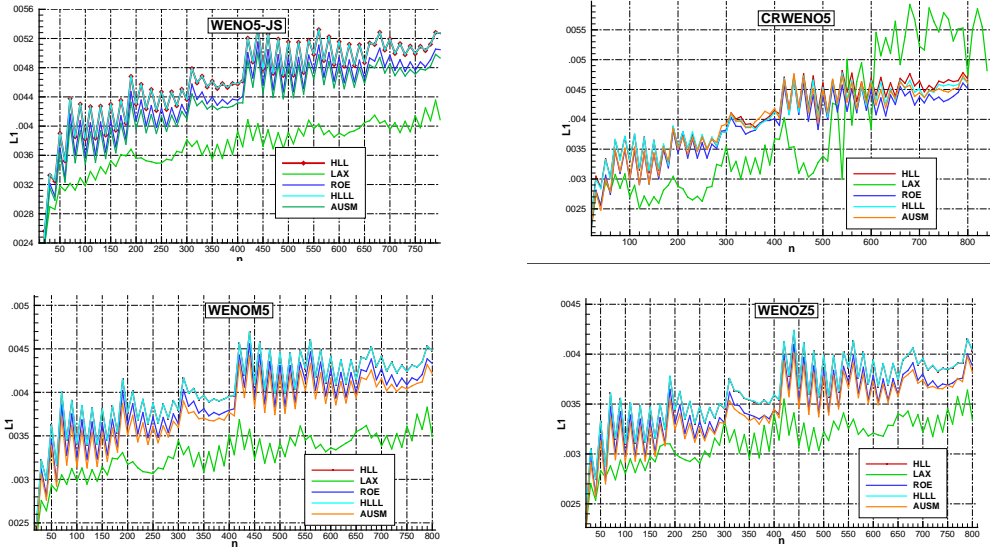 WENO5-JS
.0056
.0052
.0048
.0044
.004
.0036
.0032
.0028
.0024
L1
50 100 150 200 250 300 350 400 450 500 550 600 650 700 750
n
HLL
LAX
ROE
HLLL
AUSM
CRWENO5
.0055
.005
.0045
.004
.0035
.003
.0025
L1
100 200 300 400 500 600 700 800
n
HLL
LAX
ROE
HLLL
AUSM
WENOM5
.005
.0045
.004
.0035
.003
.0025
L1
50 100 150 200 250 300 350 400 450 500 550 600 650 700 750 800
n
HLL
LAX
ROE
HLLL
AUSM
WENOZ5
.0045
.004
.0035
.003
.0025
L1
50 100 150 200 250 300 350 400 450 500 550 600 650 700 750 800
n
HLL
LAX
ROE
HLLL
AUSM